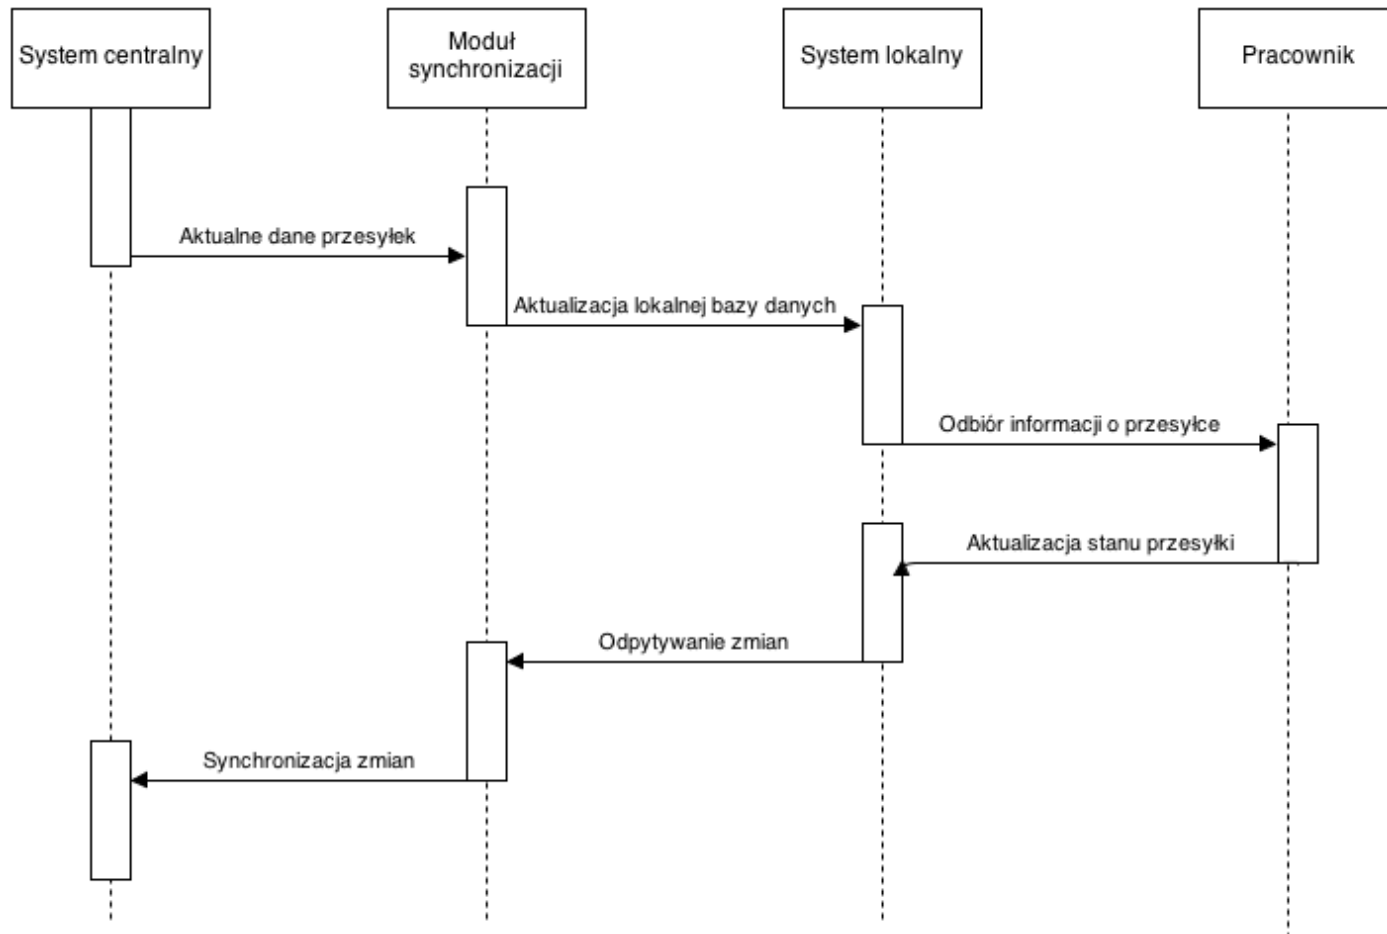 System centralny
Moduł
synchronizacji
System lokalny
Pracownik
Aktualne dane przesyłek
Aktualizacja lokalnej bazy danych
Odbiór informacji o przesyłce
Aktualizacja stanu przesyłki
Odpytywanie zmian
Synchronizacja zmian